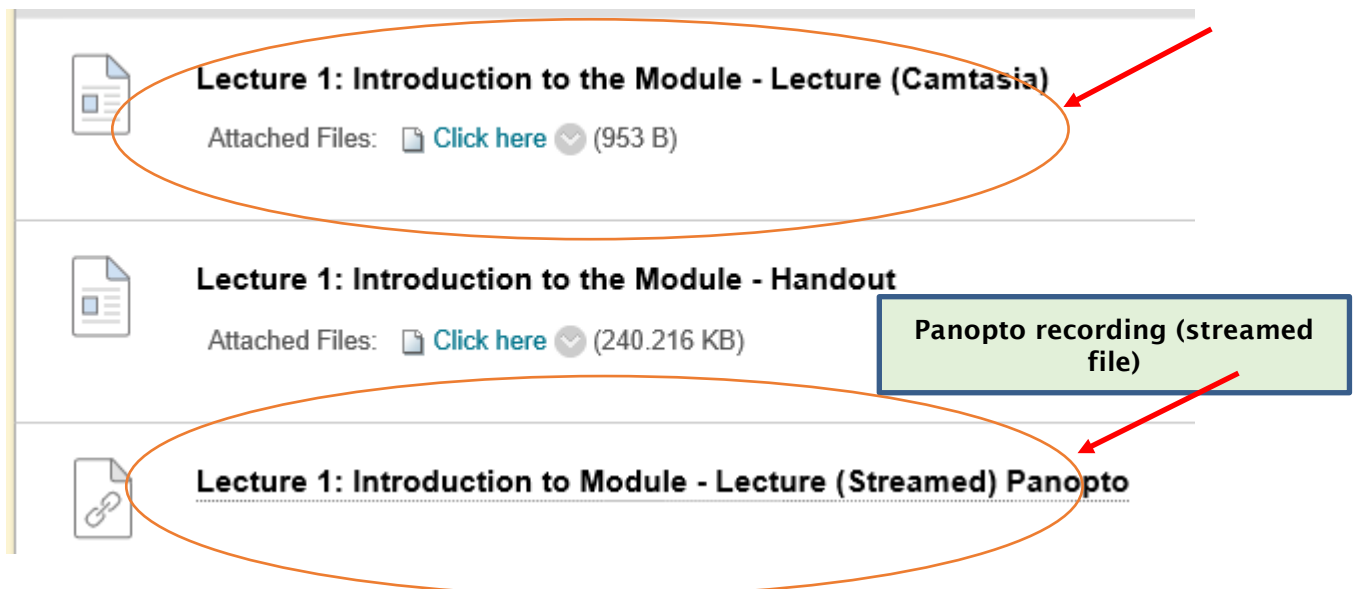 Lecture 1: Introduction to the Module - Lecture (Camtasia)
Attached Files: Click here (953 B)
Lecture 1: Introduction to the Module - Handout
Attached Files: Click here (240.216 KB)
Panopto recording (streamed
file)
Lecture 1: Introduction to Module - Lecture (Streamed) Panopto